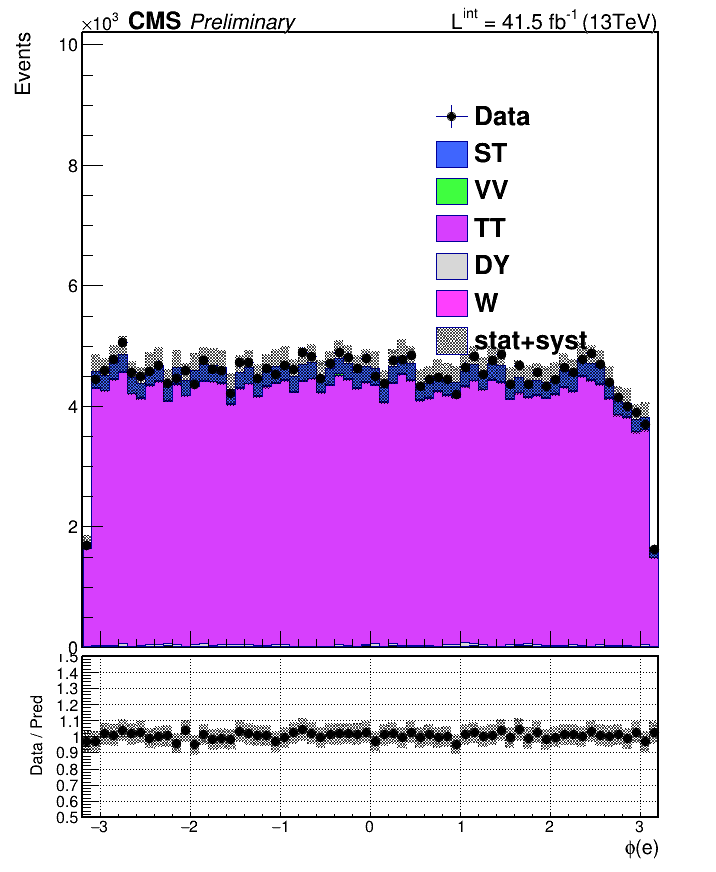 ×10³ CMS Preliminary L^int = 41.5 fb⁻¹ (13TeV)
Events
10
8
6
4
2
0
Data
ST
VV
TT
DY
W
stat+syst
Data / Pred
1.5
1.4
1.3
1.2
1.1
1
0.9
0.8
0.7
0.6
0.5
−3 −2 −1 0 1 2 3
ϕ(e)